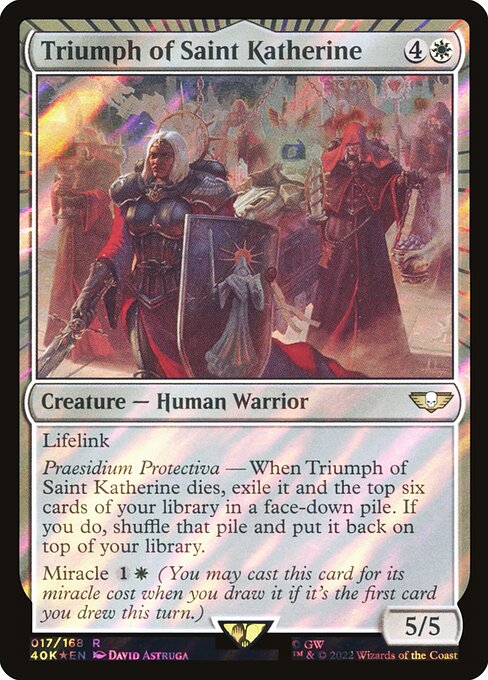 Triumph of Saint Katherine 4
Creature — Human Warrior
Lifelink
Praesidium Protectiva — When Triumph of
Saint Katherine dies, exile it and the top six
cards of your library in a face-down pile. If
you do, shuffle that pile and put it back on
top of your library.
Miracle 1 (You may cast this card for its
miracle cost when you draw it if it's the first card
you drew this turn.)
5/5
017/168 R
40K★EN David Astruga
© GW
™ & © 2022 Wizards of the Coast